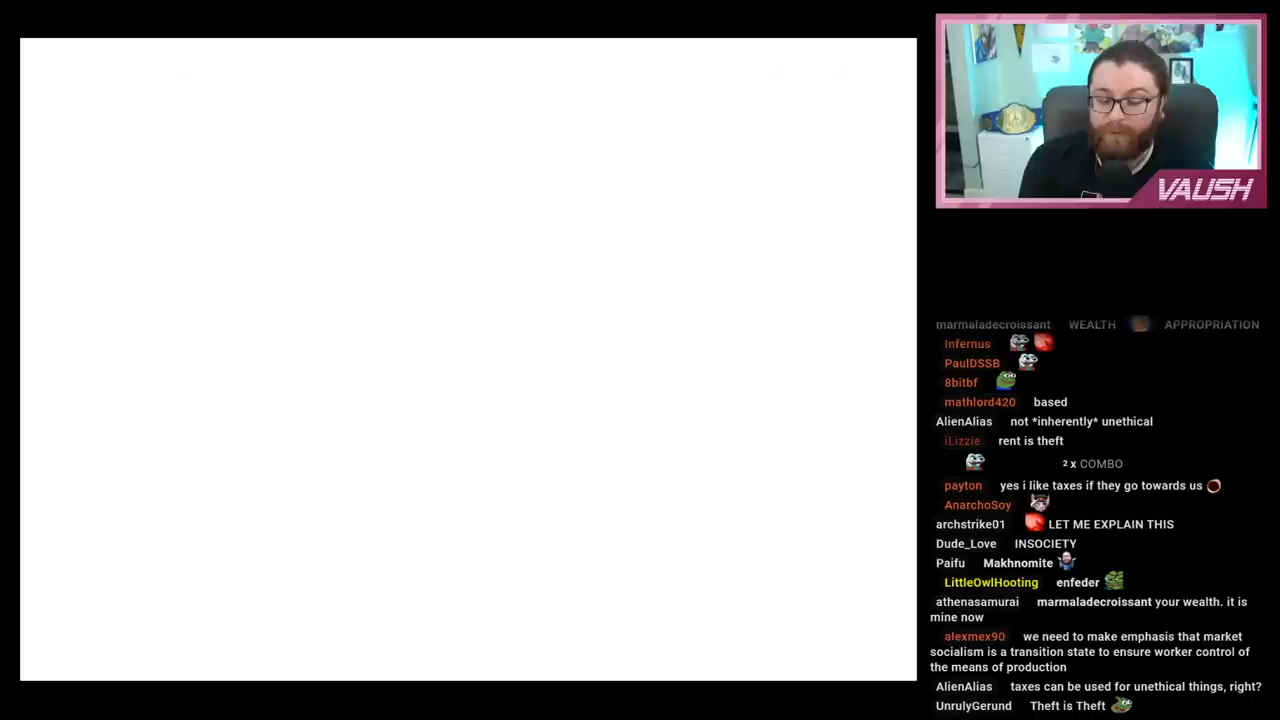 VAUSH
marmaladecroissant WEALTH APPROPRIATION
Infernus
PaulDSSB
8bitbf
mathlord420 based
AlienAlias not *inherently* unethical
iLizzie rent is theft
2 x COMBO
payton yes i like taxes if they go towards us
AnarchoSoy
archstrike01 LET ME EXPLAIN THIS
Dude_Love INSOCIETY
Paifu Makhnomite
LittleOwlHooting enfeder
athenasamurai marmaladecroissant your wealth. it is
mine now
alexmex90 we need to make emphasis that market
socialism is a transition state to ensure worker control of
the means of production
AlienAlias taxes can be used for unethical things, right?
UnrulyGerund Theft is Theft